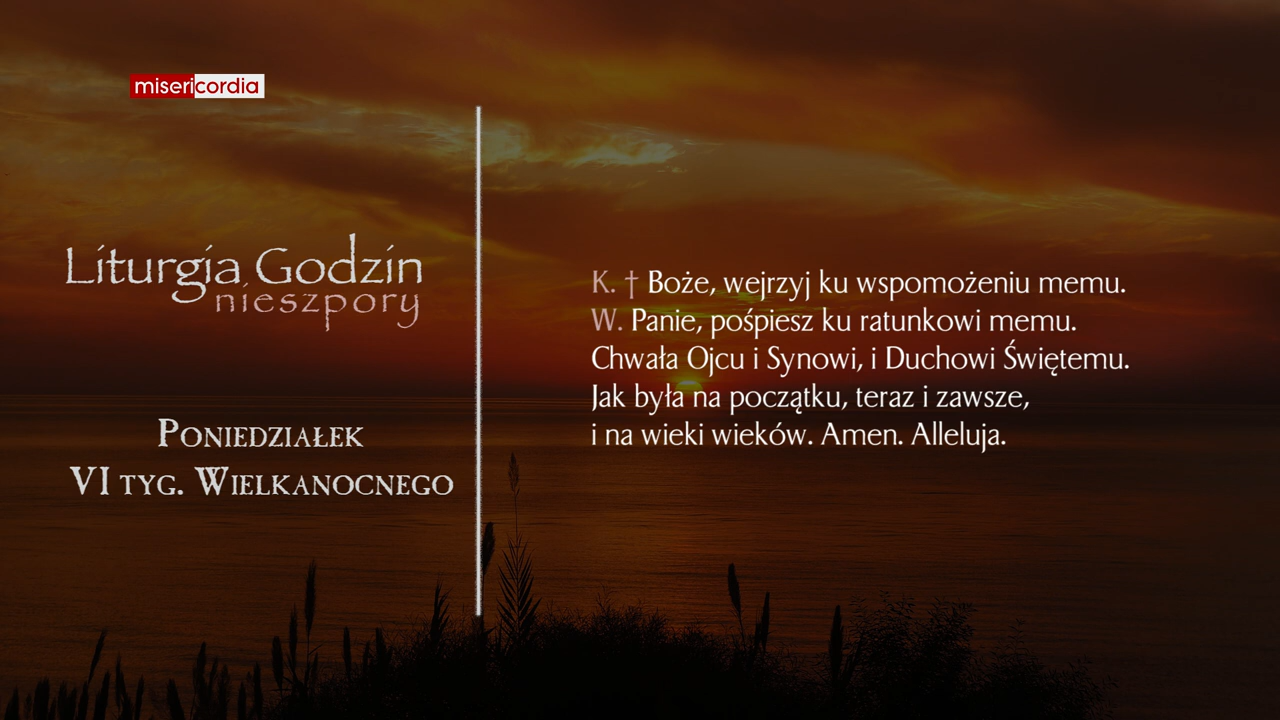 misericordia
Liturgia Godzin
nieszpory
Poniedziałek
VI tyg. Wielkanocnego
K. † Boże, wejrzyj ku wspomożeniu memu.
W. Panie, pośpiesz ku ratunkowi memu.
Chwała Ojcu i Synowi, i Duchowi Świętemu.
Jak była na początku, teraz i zawsze,
i na wieki wieków. Amen. Alleluja.